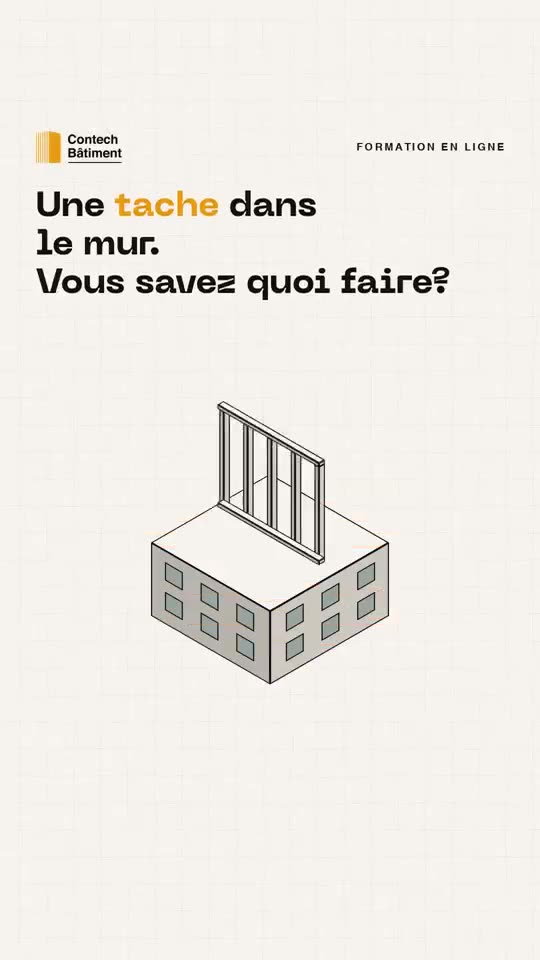 Contech
Bâtiment
FORMATION EN LIGNE
Une tache dans
le mur.
Vous savez quoi faire?